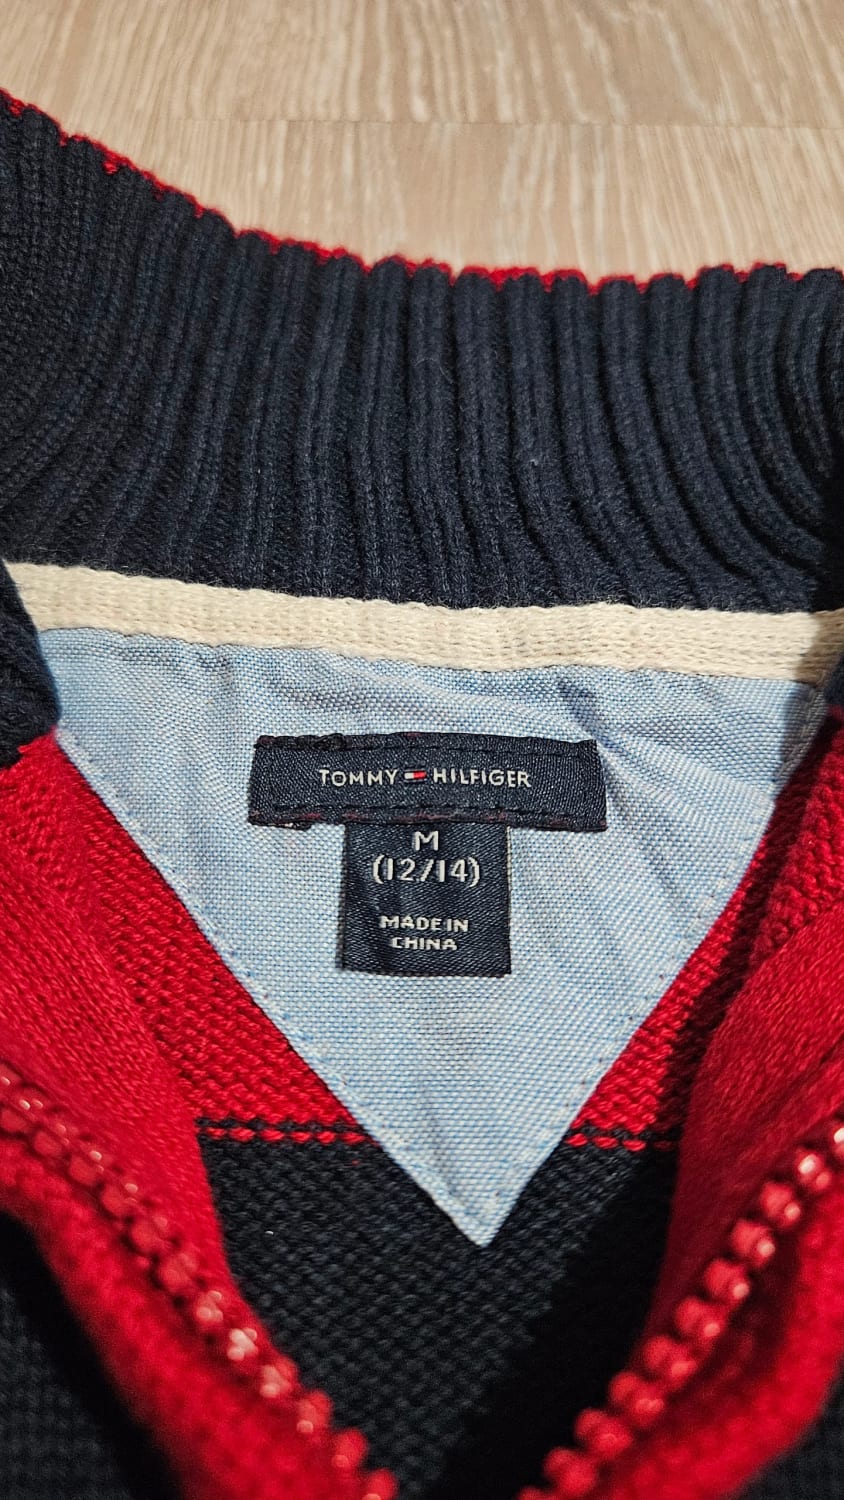 TOMMY HILFIGER
M
(12/14)
MADE IN
CHINA